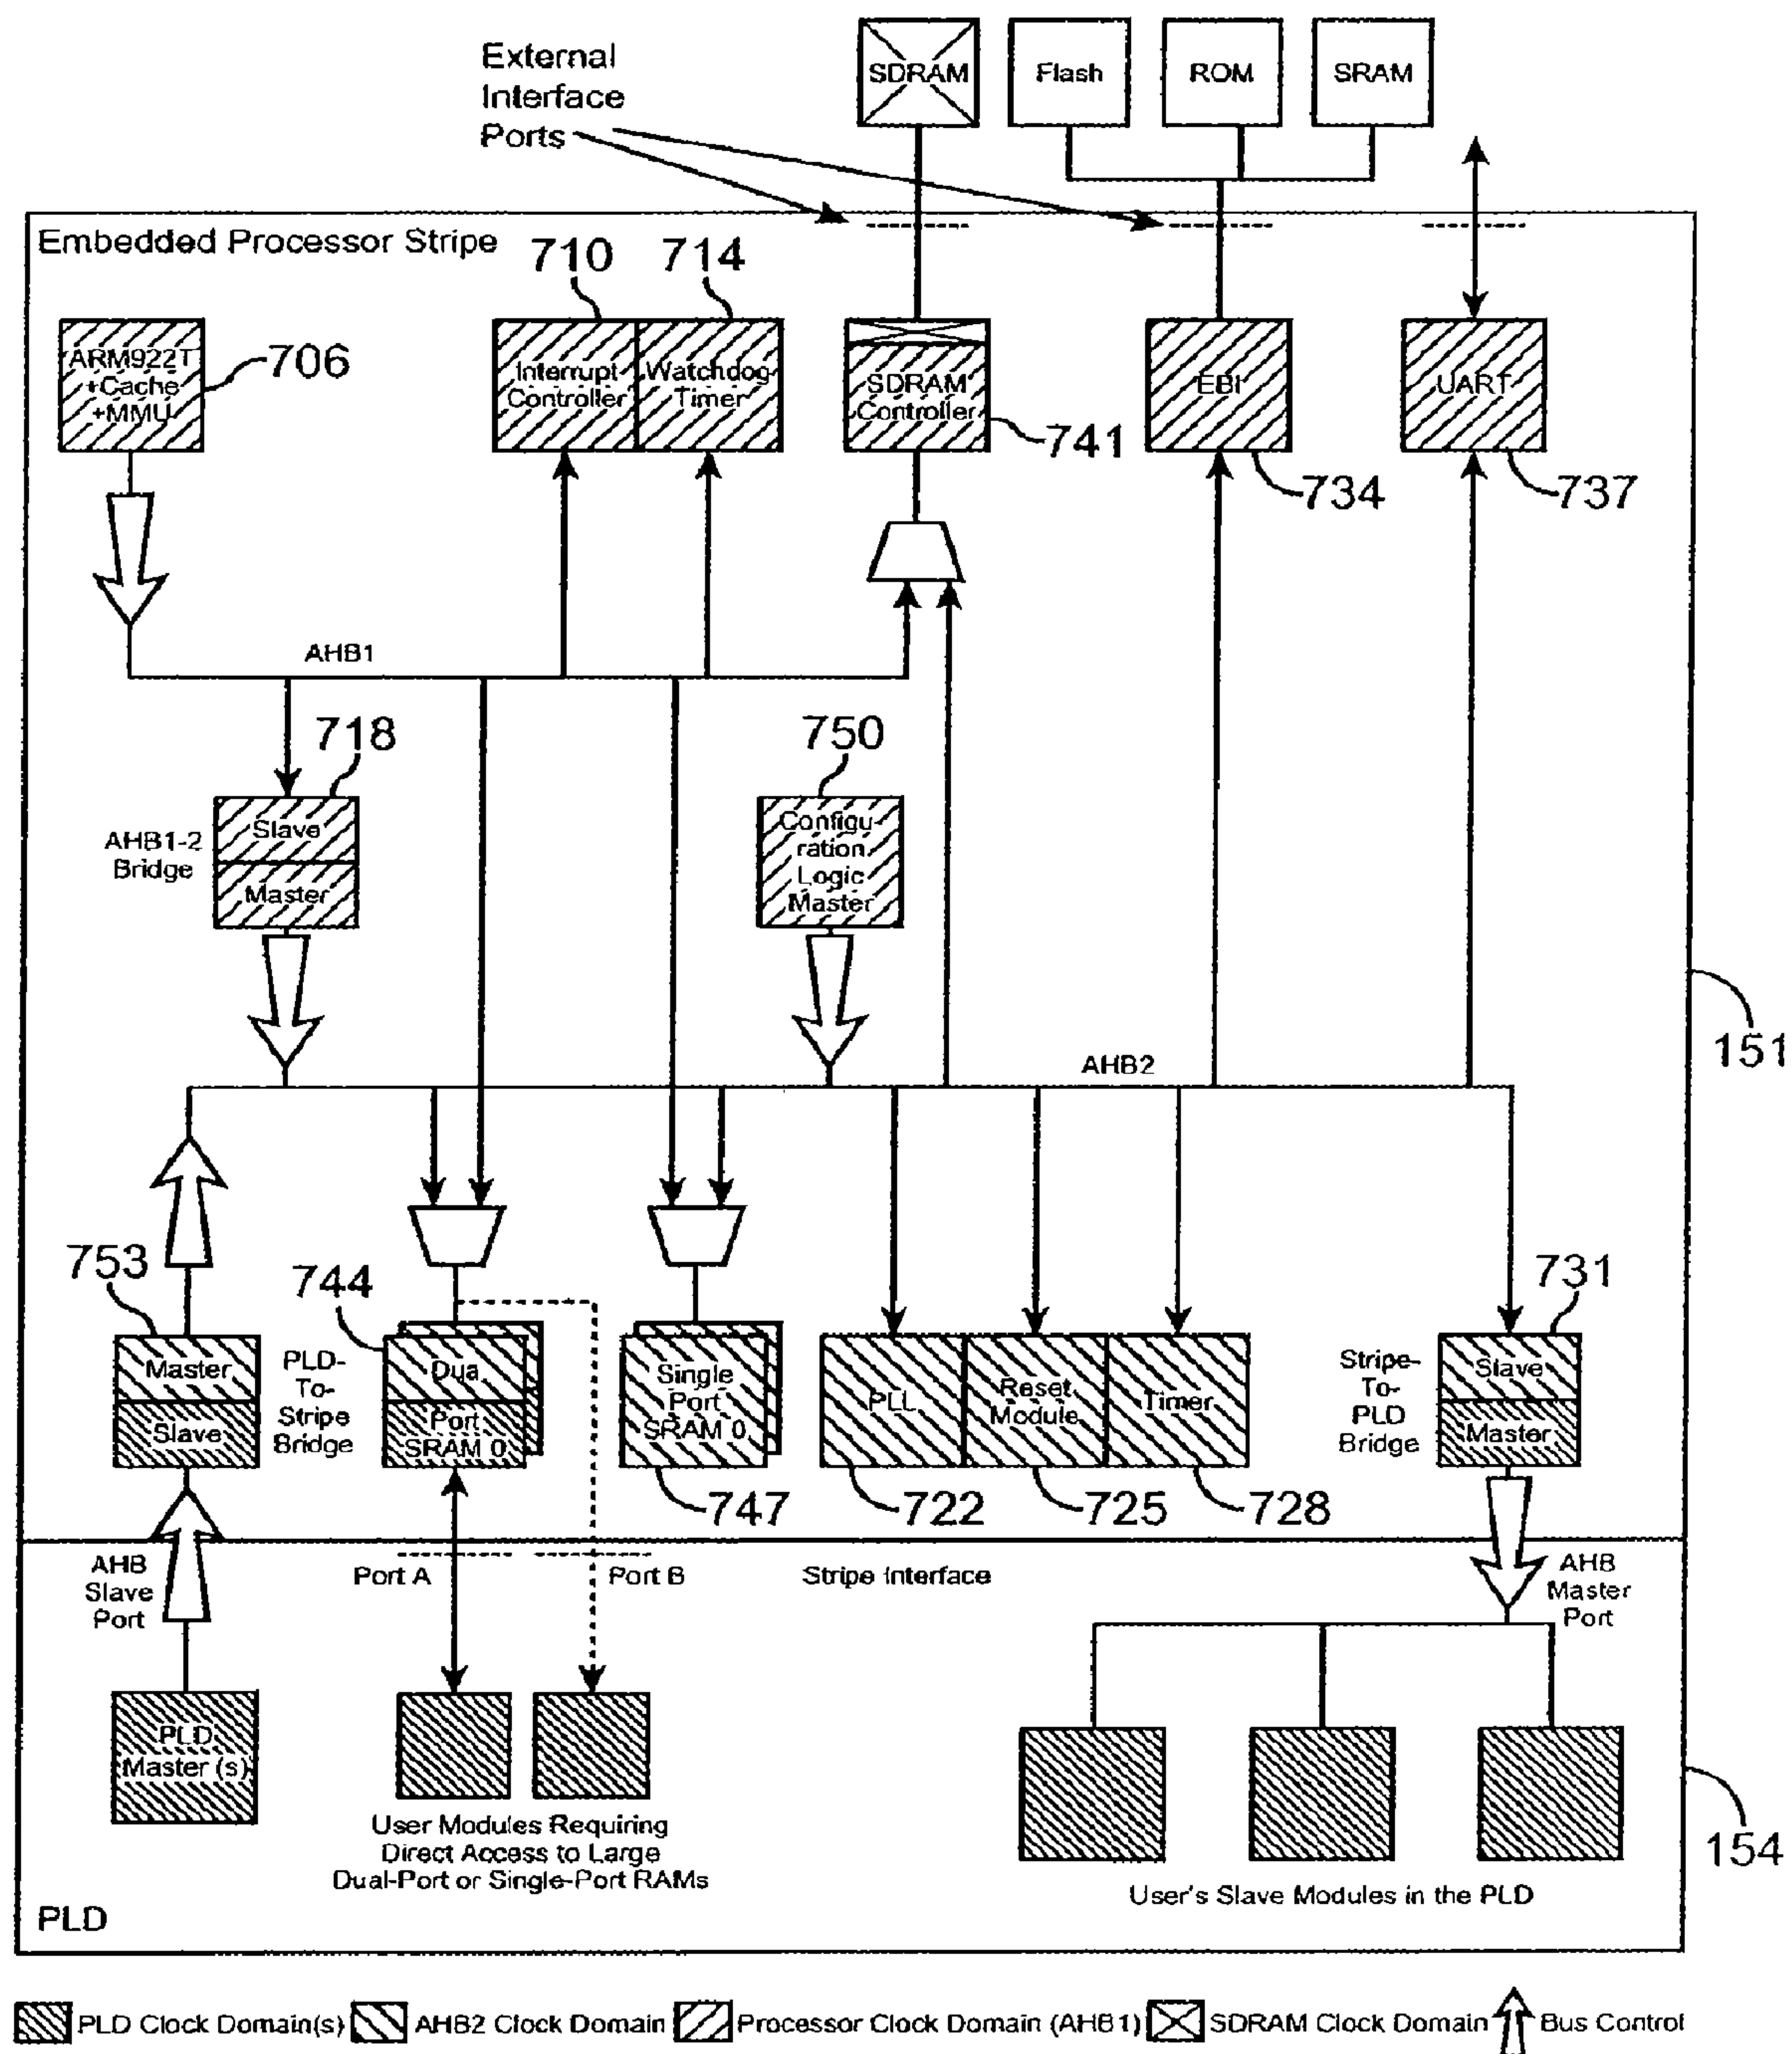 External
Interface
Ports
SDRAM
Flash
ROM
SRAM
Embedded Processor Stripe
710
714
ARM922T
+Cache
+MMU
706
Interrupt
Controller
Watchdog
Timer
SDRAM
Controller
741
EBI
734
UART
737
AHB1
718
750
AHB1-2
Bridge
Slave
Master
Configu-
ration
Logic
Master
151
AHB2
753
744
731
Master
Slave
PLD-
To-
Stripe
Bridge
Dua
Port
SRAM 0
Single
Port
SRAM 0
PLL
Reset
Module
Timer
Stripe-
To-
PLD
Bridge
Slave
Master
747
722
725
728
AHB
Slave
Port
Port A
Port B
Stripe Interface
AHB
Master
Port
PLD
Master (s)
User Modules Requiring
Direct Access to Large
Dual-Port or Single-Port RAMs
User's Slave Modules in the PLD
154
PLD
PLD Clock Domain(s)
AHB2 Clock Domain
Processor Clock Domain (AHB1)
SDRAM Clock Domain
Bus Control